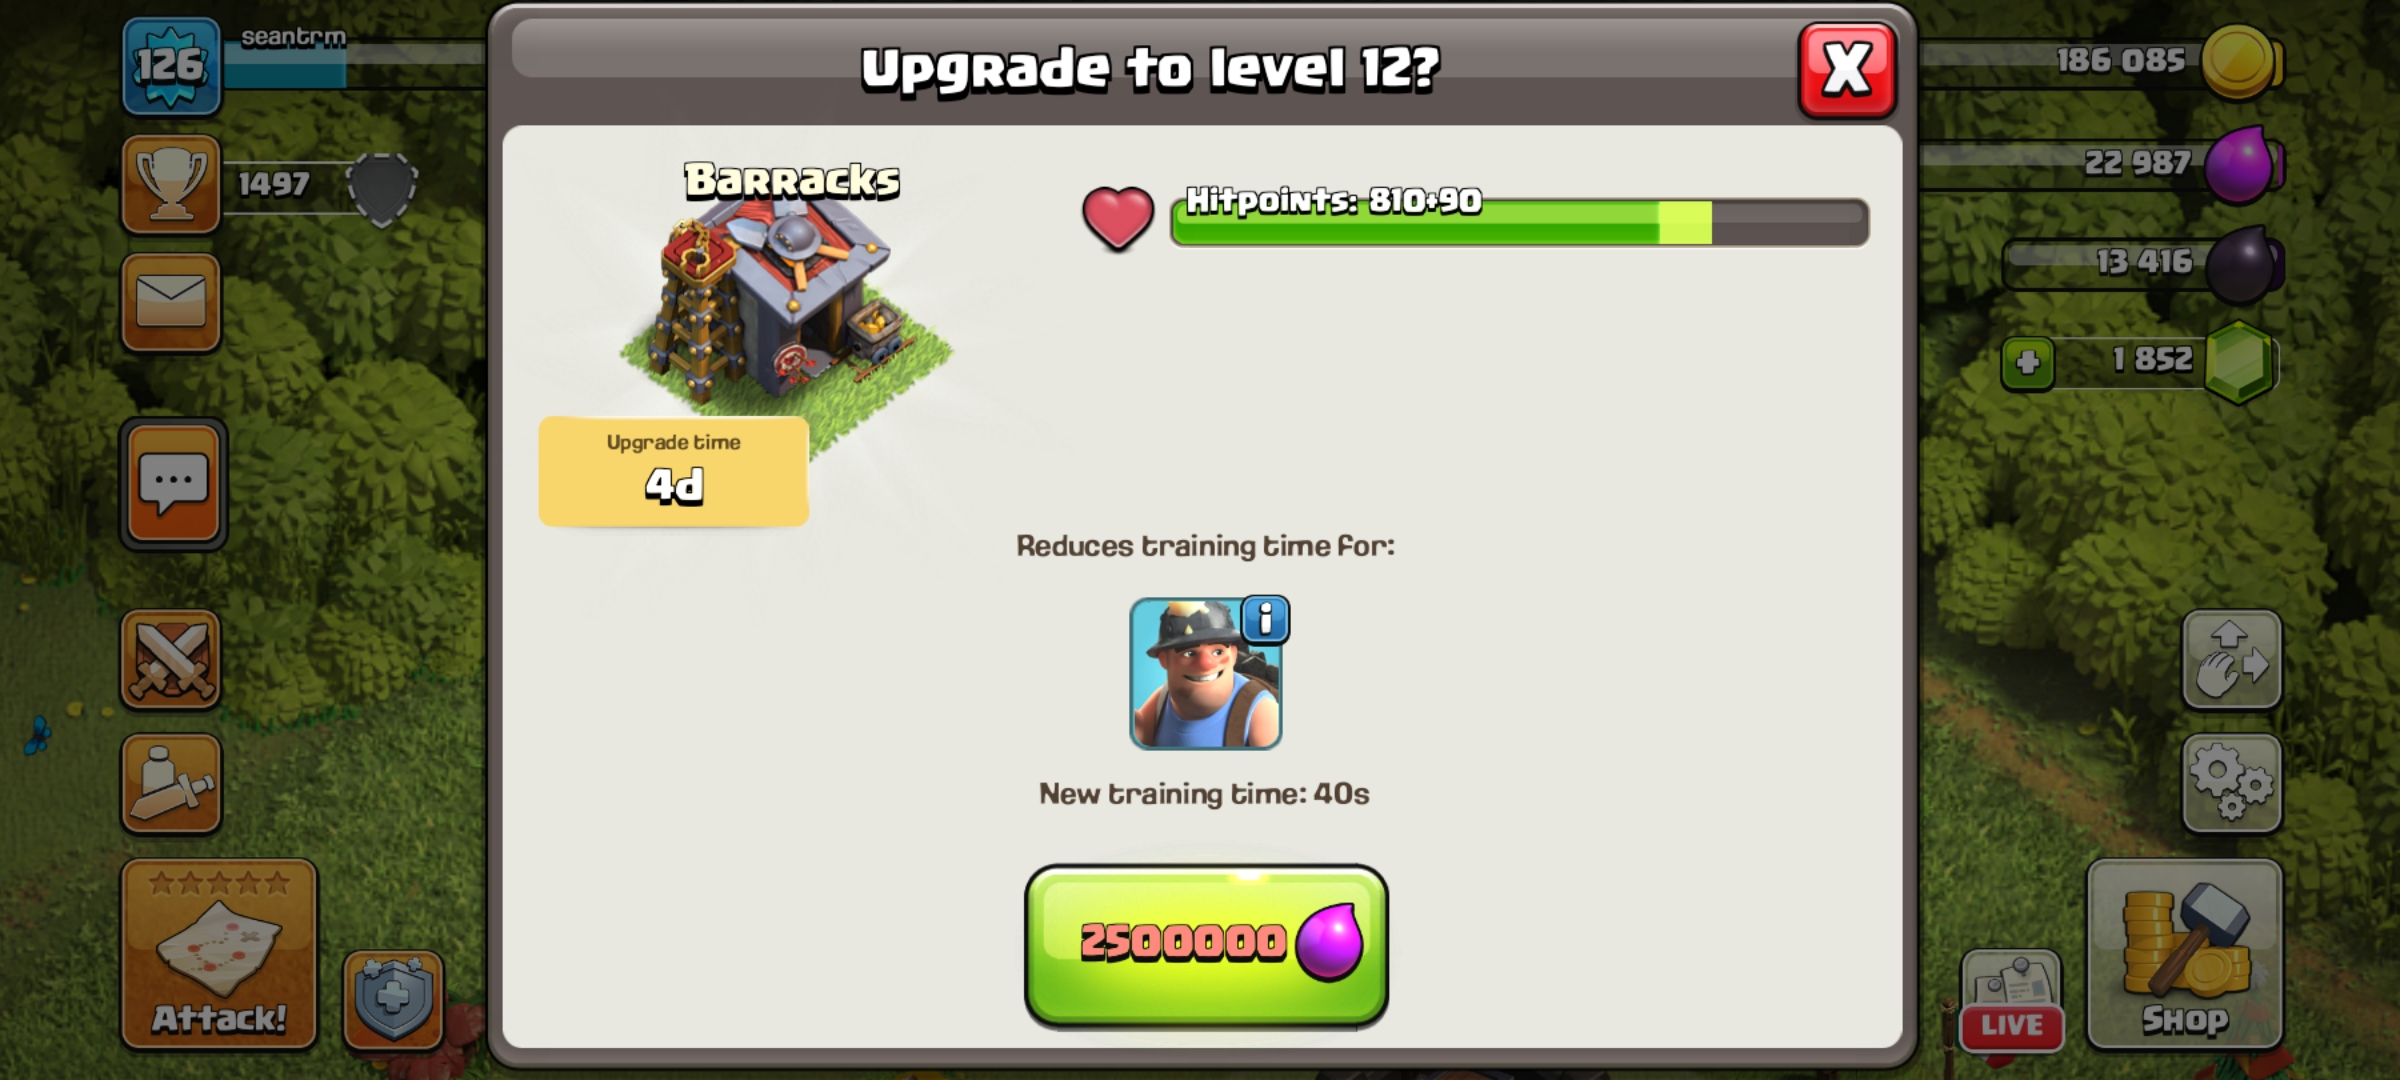 126
seantrm
Upgrade to level 12?
X
186 085
1497
Barracks
Hitpoints: 810+90
22 987
13 416
1 852
Upgrade time
4d
Reduces training time for:
i
New training time: 40s
2500000
Attack!
LIVE
Shop